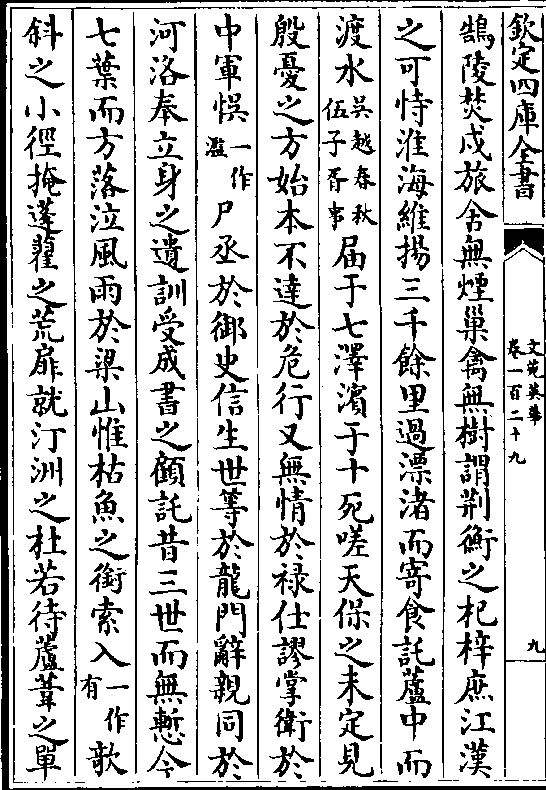 欽定四庫全書
文苑英華
卷一百二十九
九
鵠陵焚戍旅舍無煙巢禽無樹謂荆衡之杞梓庶江漢
之可恃淮海維揚三千餘里過漂渚而寄食託蘆中而
渡水吳越春秋伍子胥事届于七澤濱于十死嗟天保之未定見
殷憂之方始本不達於危行又無情於禄仕謬掌衛於
中軍悞一作濫尸丞於御史信生世等於龍門辭親同於
河洛奉立身之遺訓受成書之顧託昔三世而無慙今
七葉而方落泣風雨於梁山惟枯魚之銜索入一作有欹
斜之小徑掩蓬藋之荒扉就汀洲之杜若待蘆葦之單